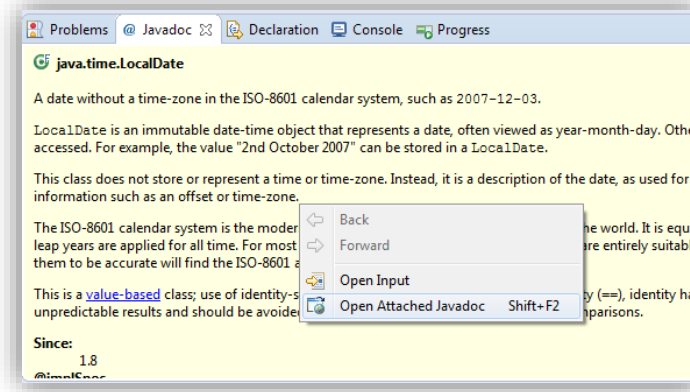 Problems @ Javadoc Declaration Console Progress
java.time.LocalDate
A date without a time-zone in the ISO-8601 calendar system, such as 2007-12-03.
LocalDate is an immutable date-time object that represents a date, often viewed as year-month-day. Othe
accessed. For example, the value "2nd October 2007" can be stored in a LocalDate.
This class does not store or represent a time or time-zone. Instead, it is a description of the date, as used for
information such as an offset or time-zone.
Back
The ISO-8601 calendar system is the moder he world. It is equ
Forward
leap years are applied for all time. For most are entirely suitabl
them to be accurate will find the ISO-8601 a
Open Input
This is a value-based class; use of identity-s ty (==), identity ha
Open Attached Javadoc Shift+F2
unpredictable results and should be avoide parisons.
Since:
1.8
@implSpec